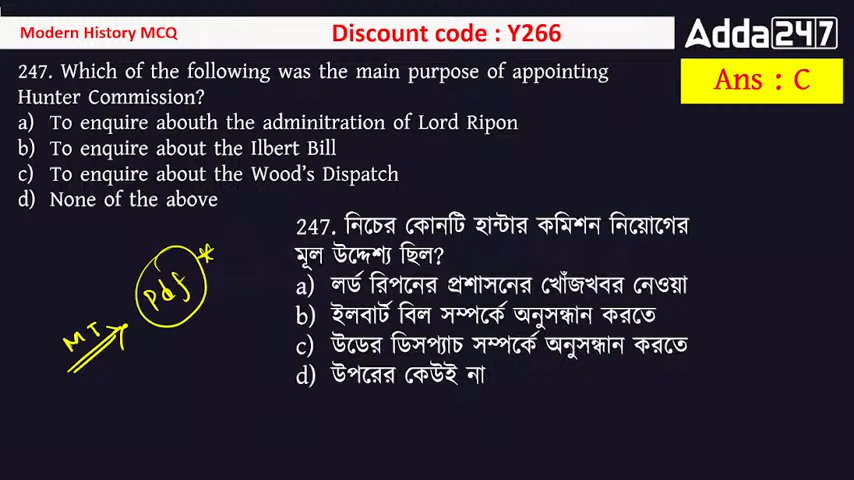 Modern History MCQ
Discount code : Y266
Adda247
Ans : C
247. Which of the following was the main purpose of appointing
Hunter Commission?
a) To enquire abouth the adminitration of Lord Ripon
b) To enquire about the Ilbert Bill
c) To enquire about the Wood's Dispatch
d) None of the above
247. নিচের কোনটি হান্টার কমিশন নিয়োগের
মূল উদ্দেশ্য ছিল?
a) লর্ড রিপনের প্রশাসনের খোঁজখবর নেওয়া
b) ইলবার্ট বিল সম্পর্কে অনুসন্ধান করতে
c) উডের ডিসপ্যাচ সম্পর্কে অনুসন্ধান করতে
d) উপরের কেউই না
Pdf *
MT